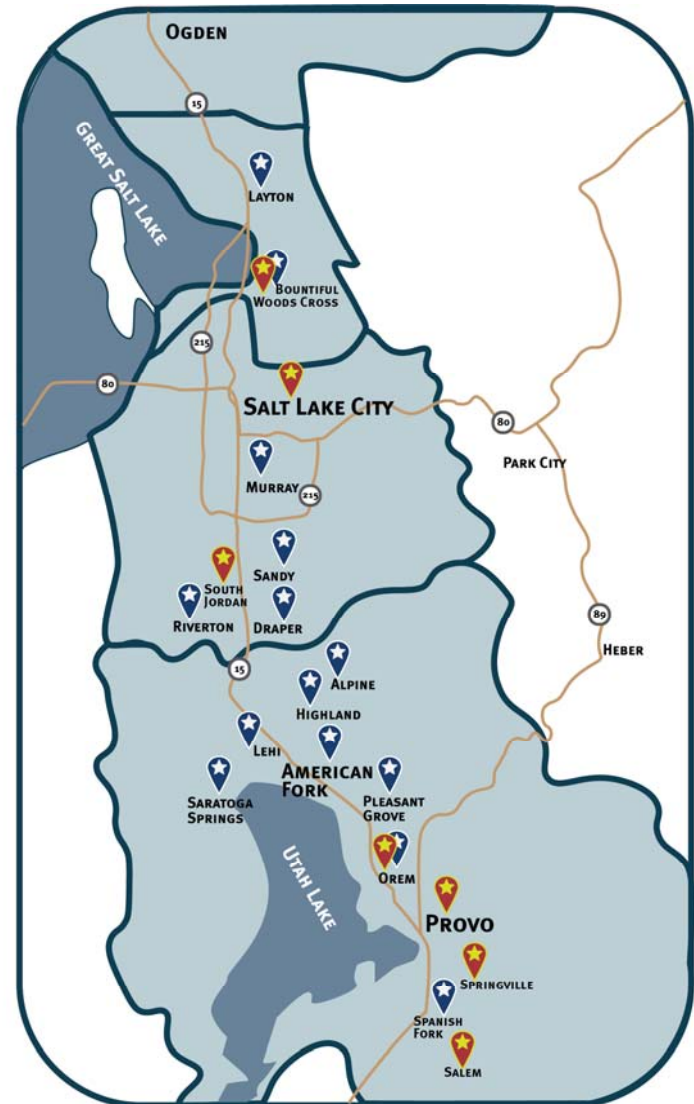 Ogden
15
Great Salt Lake
Layton
Bountiful
Woods Cross
215
80
Salt Lake City
80
Park City
Murray
215
Sandy
South
Jordan
Riverton
Draper
89
Heber
15
Alpine
Highland
Lehi
American
Fork
Saratoga
Springs
Pleasant
Grove
Utah Lake
Orem
Provo
Springville
Spanish
Fork
Salem